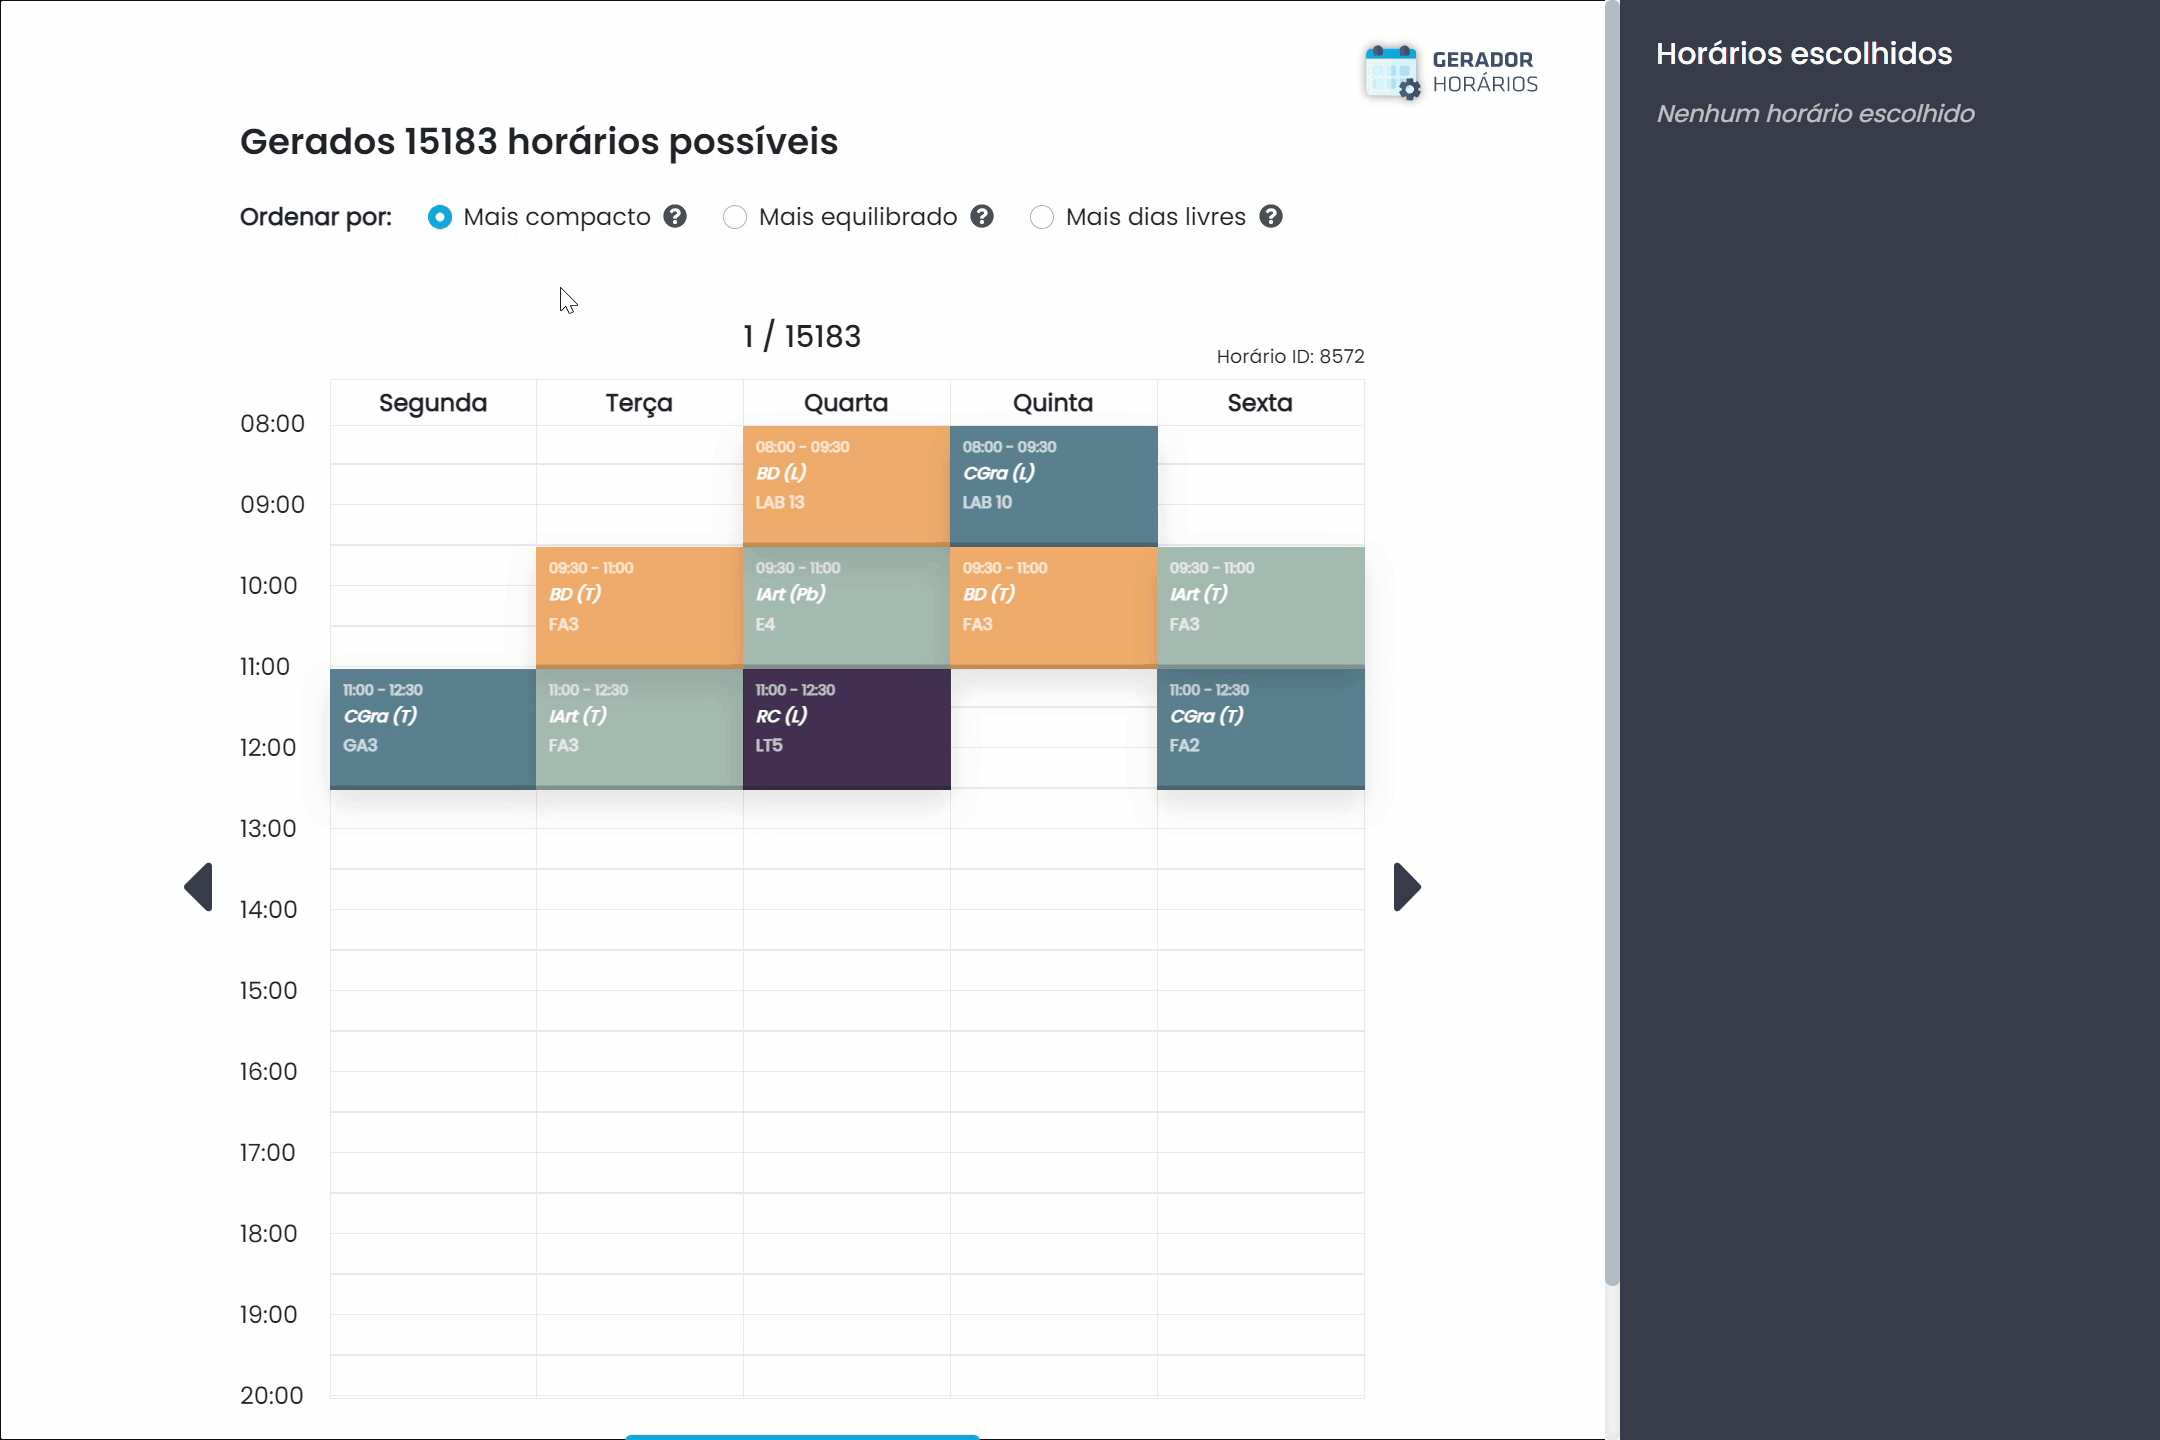 GERADOR
HORÁRIOS
Gerados 15183 horários possíveis
Ordenar por: Mais compacto ? Mais equilibrado ? Mais dias livres ?
1 / 15183
Horário ID: 8572
Segunda Terça Quarta Quinta Sexta
08:00
08:00 - 09:30 08:00 - 09:30
BD (L) CGra (L)
LAB 13 LAB 10
09:00
09:30 - 11:00 09:30 - 11:00 09:30 - 11:00 09:30 - 11:00
10:00
BD (T) IArt (Pb) BD (T) IArt (T)
FA3 E4 FA3 FA3
11:00
11:00 - 12:30 11:00 - 12:30 11:00 - 12:30 11:00 - 12:30
CGra (T) IArt (T) RC (L) CGra (T)
GA3 FA3 LT5 FA2
12:00
13:00
14:00
15:00
16:00
17:00
18:00
19:00
20:00
Horários escolhidos
Nenhum horário escolhido